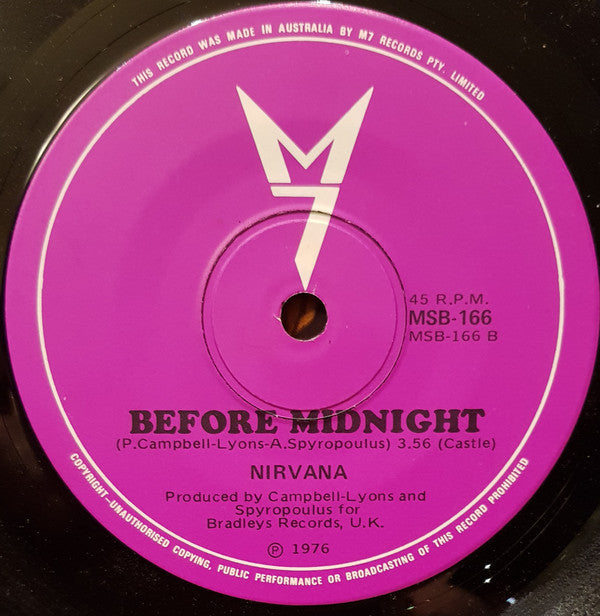 THIS RECORD WAS MADE IN AUSTRALIA BY M7 RECORDS PTY. LIMITED
M7
45 R.P.M.
MSB-166
MSB-166 B
BEFORE MIDNIGHT
(P.Campbell-Lyons-A.Spyropoulus) 3.56 (Castle)
NIRVANA
Produced by Campbell-Lyons and
Spyropoulus for
Bradleys Records, U.K.
℗ 1976
COPYRIGHT-UNAUTHORISED COPYING, PUBLIC PERFORMANCE OR BROADCASTING OF THIS RECORD PROHIBITED